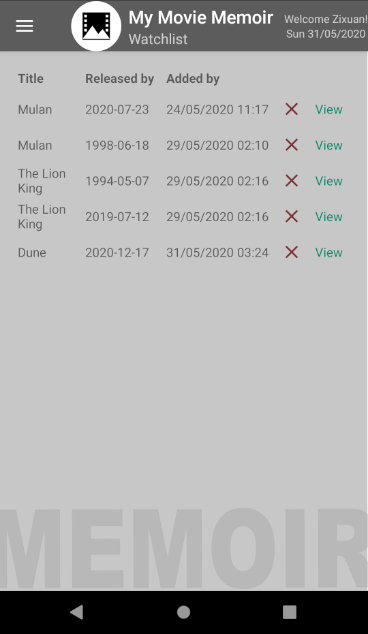 My Movie Memoir
Watchlist
Welcome Zixuan!
Sun 31/05/2020
Title Released by Added by
Mulan 2020-07-23 24/05/2020 11:17 View
Mulan 1998-06-18 29/05/2020 02:10 View
The Lion
King 1994-05-07 29/05/2020 02:16 View
The Lion
King 2019-07-12 29/05/2020 02:16 View
Dune 2020-12-17 31/05/2020 03:24 View
MEMOIR